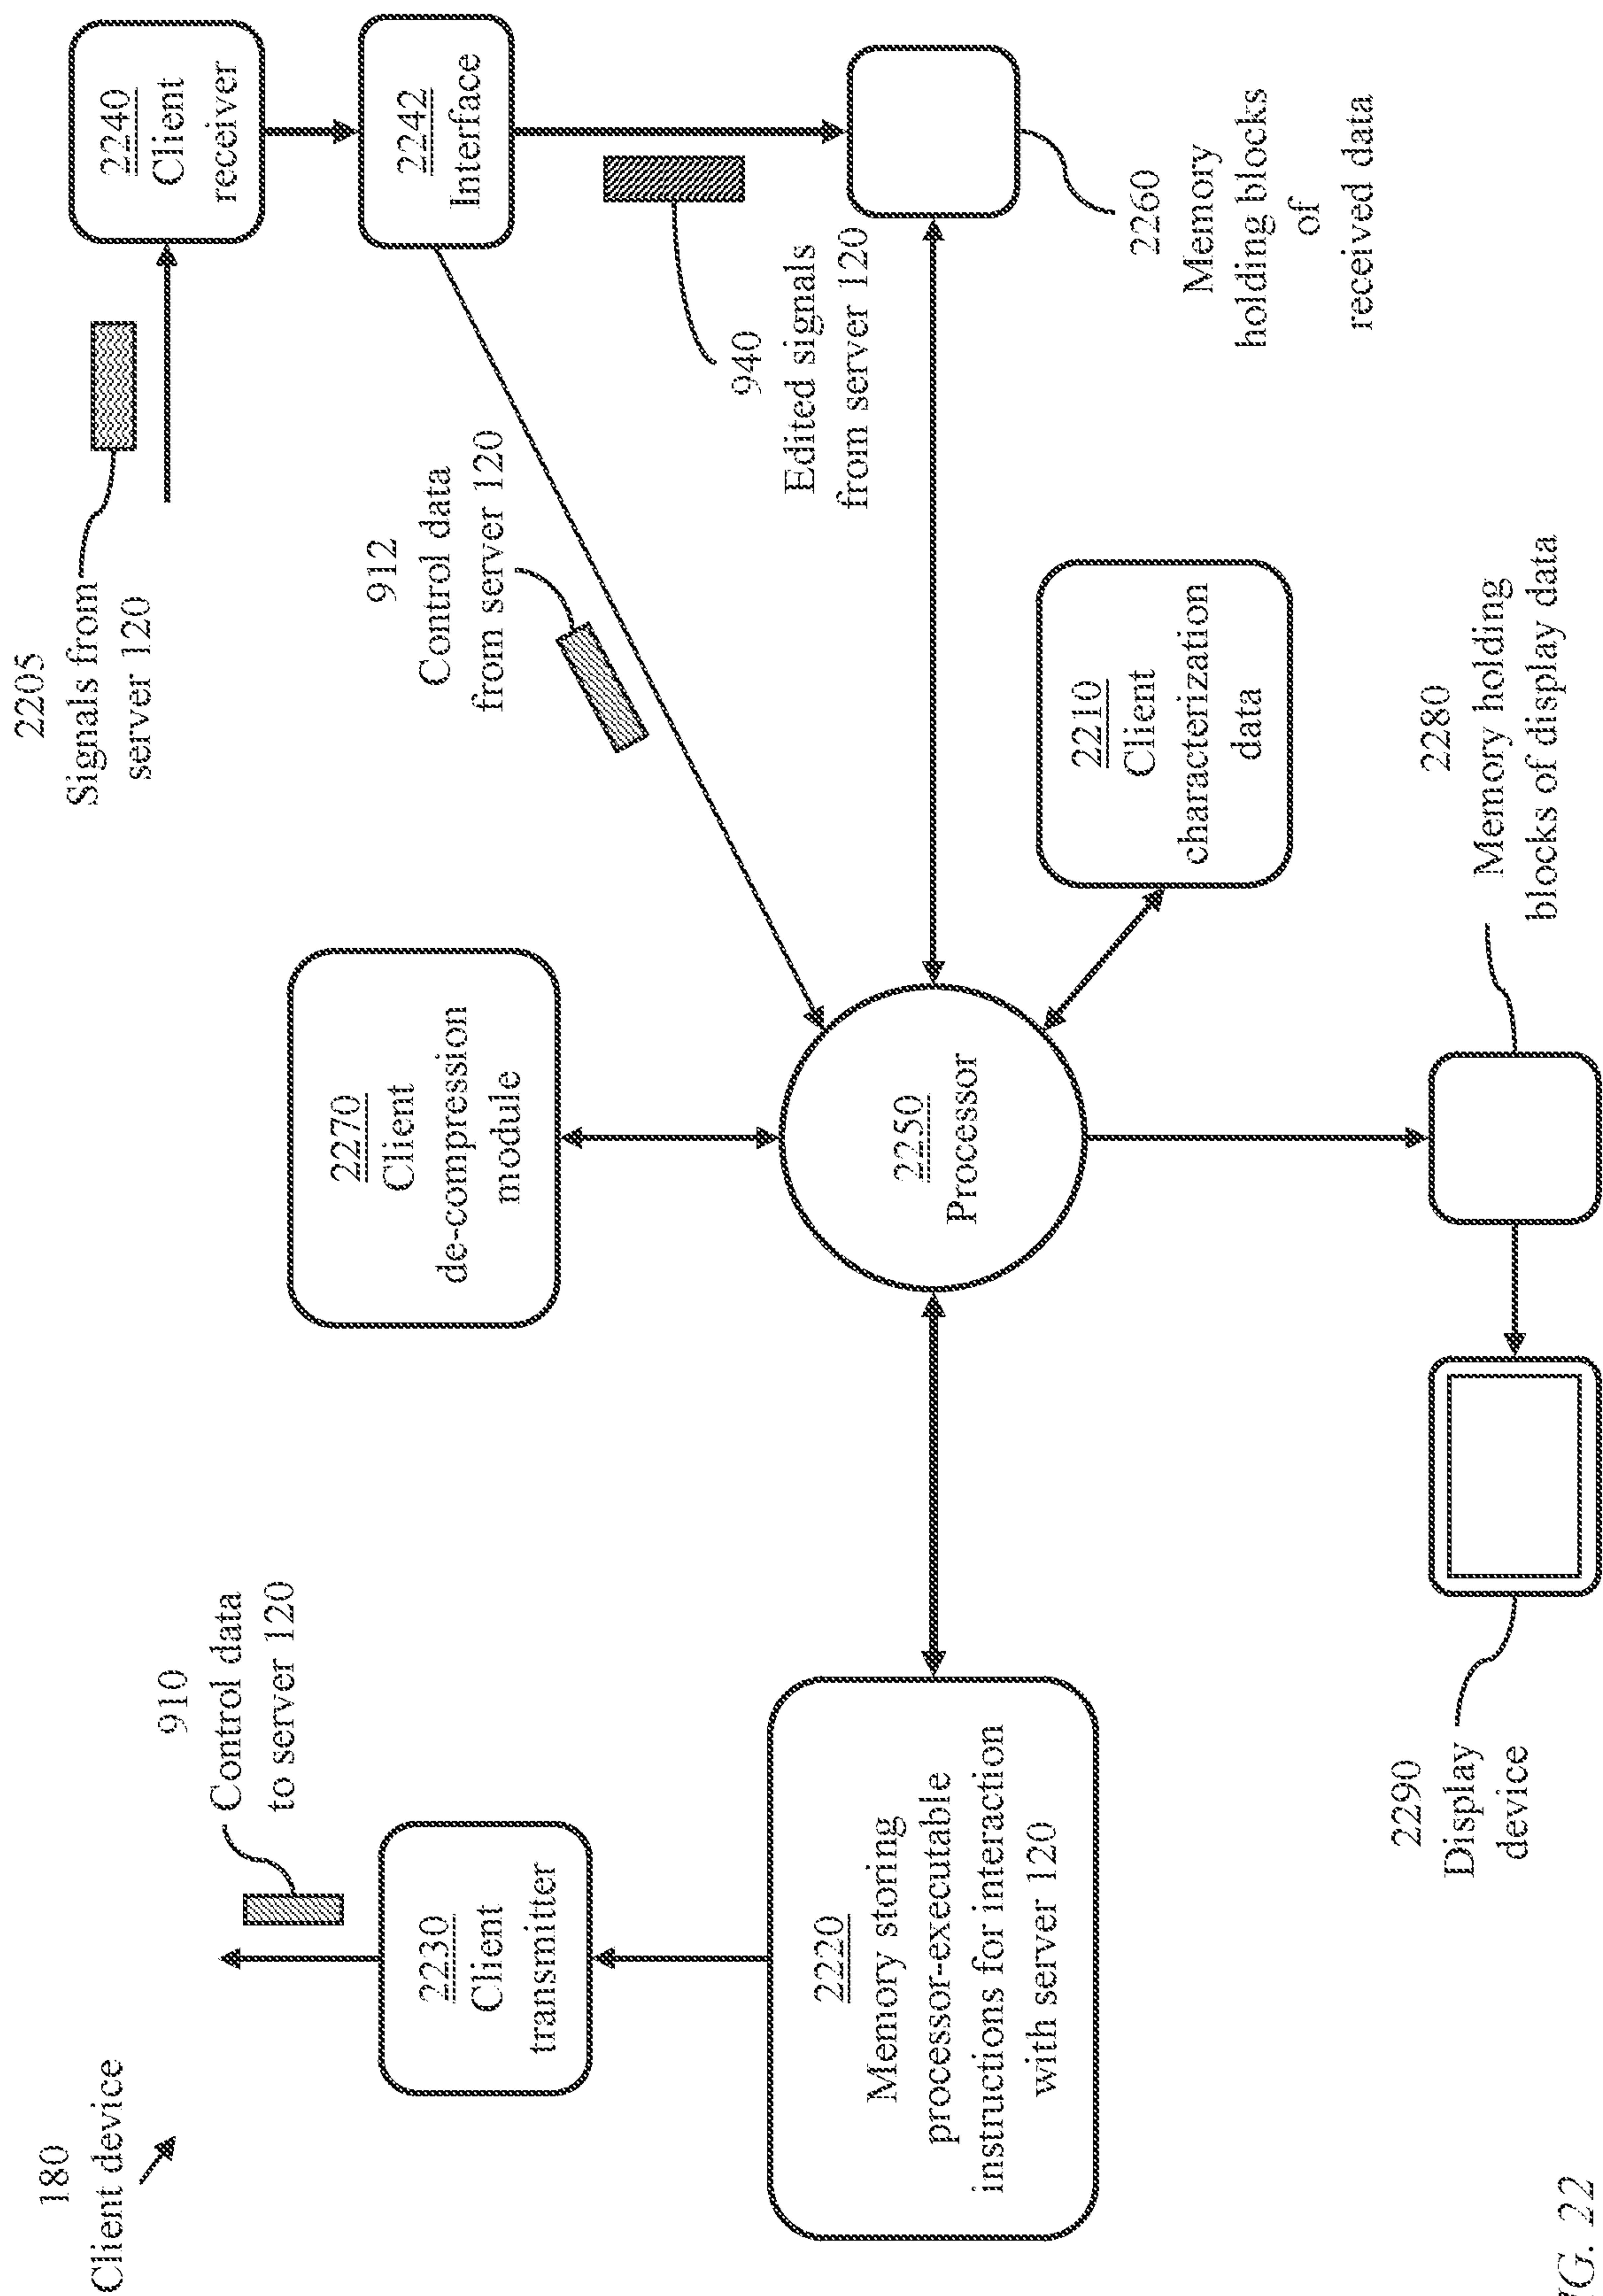 180
Client device
910
Control data
to server 120
2230
Client
transmitter
2220
Memory storing
processor-executable
instructions for interaction
with server 120
2270
Client
de-compression
module
2250
Processor
2205
Signals from
server 120
2240
Client
receiver
2242
Interface
912
Control data
from server 120
940
Edited signals
from server 120
2260
Memory
holding blocks
of
received data
2210
Client
characterization
data
2280
Memory holding
blocks of display data
2290
Display
device
IG. 22